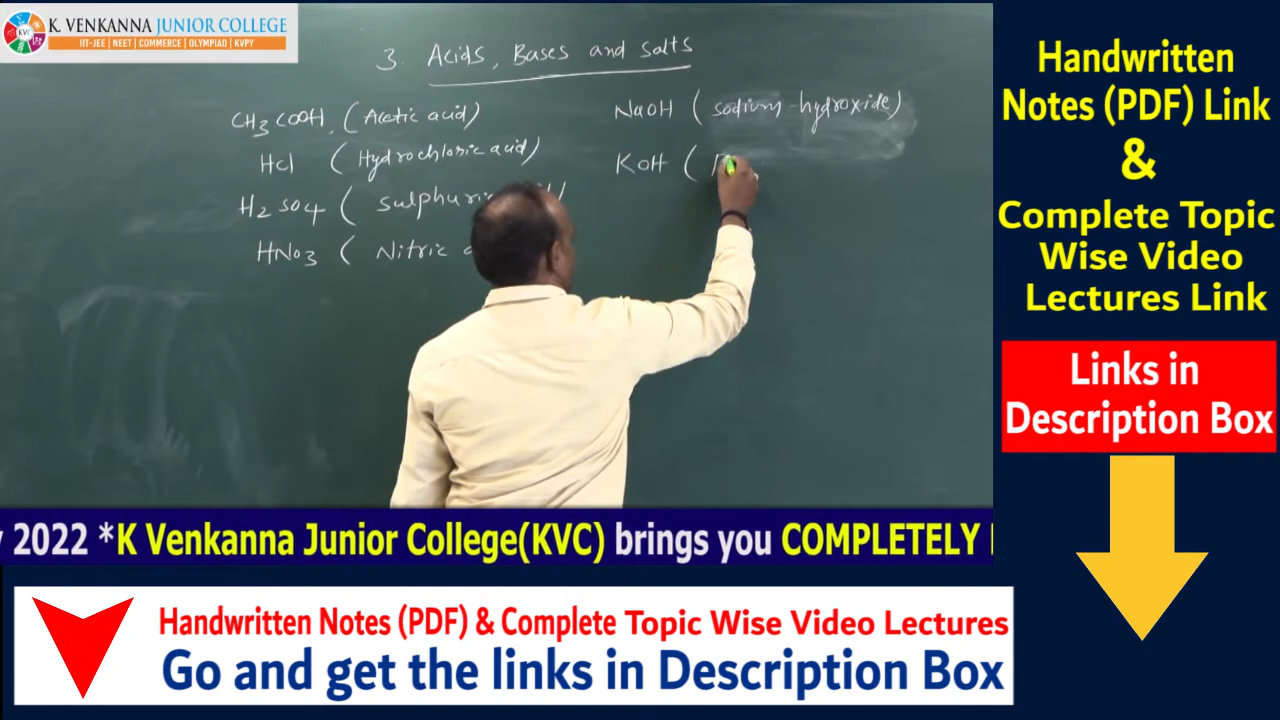 K. VENKANNA JUNIOR COLLEGE
IIT-JEE | NEET | COMMERCE | OLYMPIAD | KVPY
KVC
3. Acids, Bases and salts
CH3COOH, (Acetic acid)
HCl (Hydrochloric acid)
H2SO4 ( sulphuric
HNO3 ( Nitric
NaOH (sodium-hydroxide)
KOH (
Handwritten
Notes (PDF) Link
&
Complete Topic
Wise Video
Lectures Link
Links in
Description Box
2022 *K Venkanna Junior College(KVC) brings you COMPLETELY
Handwritten Notes (PDF) & Complete Topic Wise Video Lectures
Go and get the links in Description Box